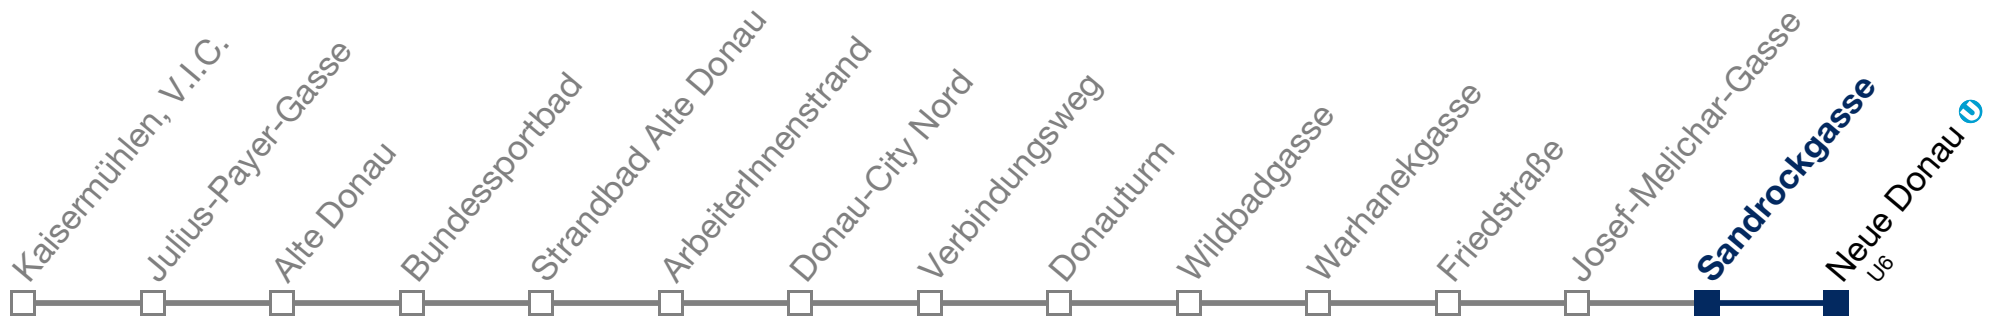 Kaisermühlen, V.I.C.
Julius-Payer-Gasse
Alte Donau
Bundessportbad
Strandbad Alte Donau
ArbeiterInnenstrand
Donau-City Nord
Verbindungsweg
Donauturm
Wildbadgasse
Warhanekgasse
Friedstraße
Josef-Melichar-Gasse
Sandrockgasse
Neue Donau U
U6